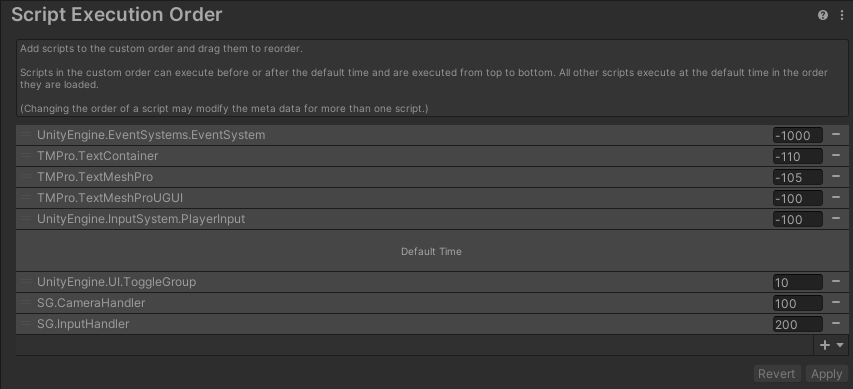 Script Execution Order
Add scripts to the custom order and drag them to reorder.
Scripts in the custom order can execute before or after the default time and are executed from top to bottom. All other scripts execute at the default time in the order
they are loaded.
(Changing the order of a script may modify the meta data for more than one script.)
UnityEngine.EventSystems.EventSystem -1000
TMPro.TextContainer -110
TMPro.TextMeshPro -105
TMPro.TextMeshProUGUI -100
UnityEngine.InputSystem.PlayerInput -100
Default Time
UnityEngine.UI.ToggleGroup 10
SG.CameraHandler 100
SG.InputHandler 200
Revert Apply